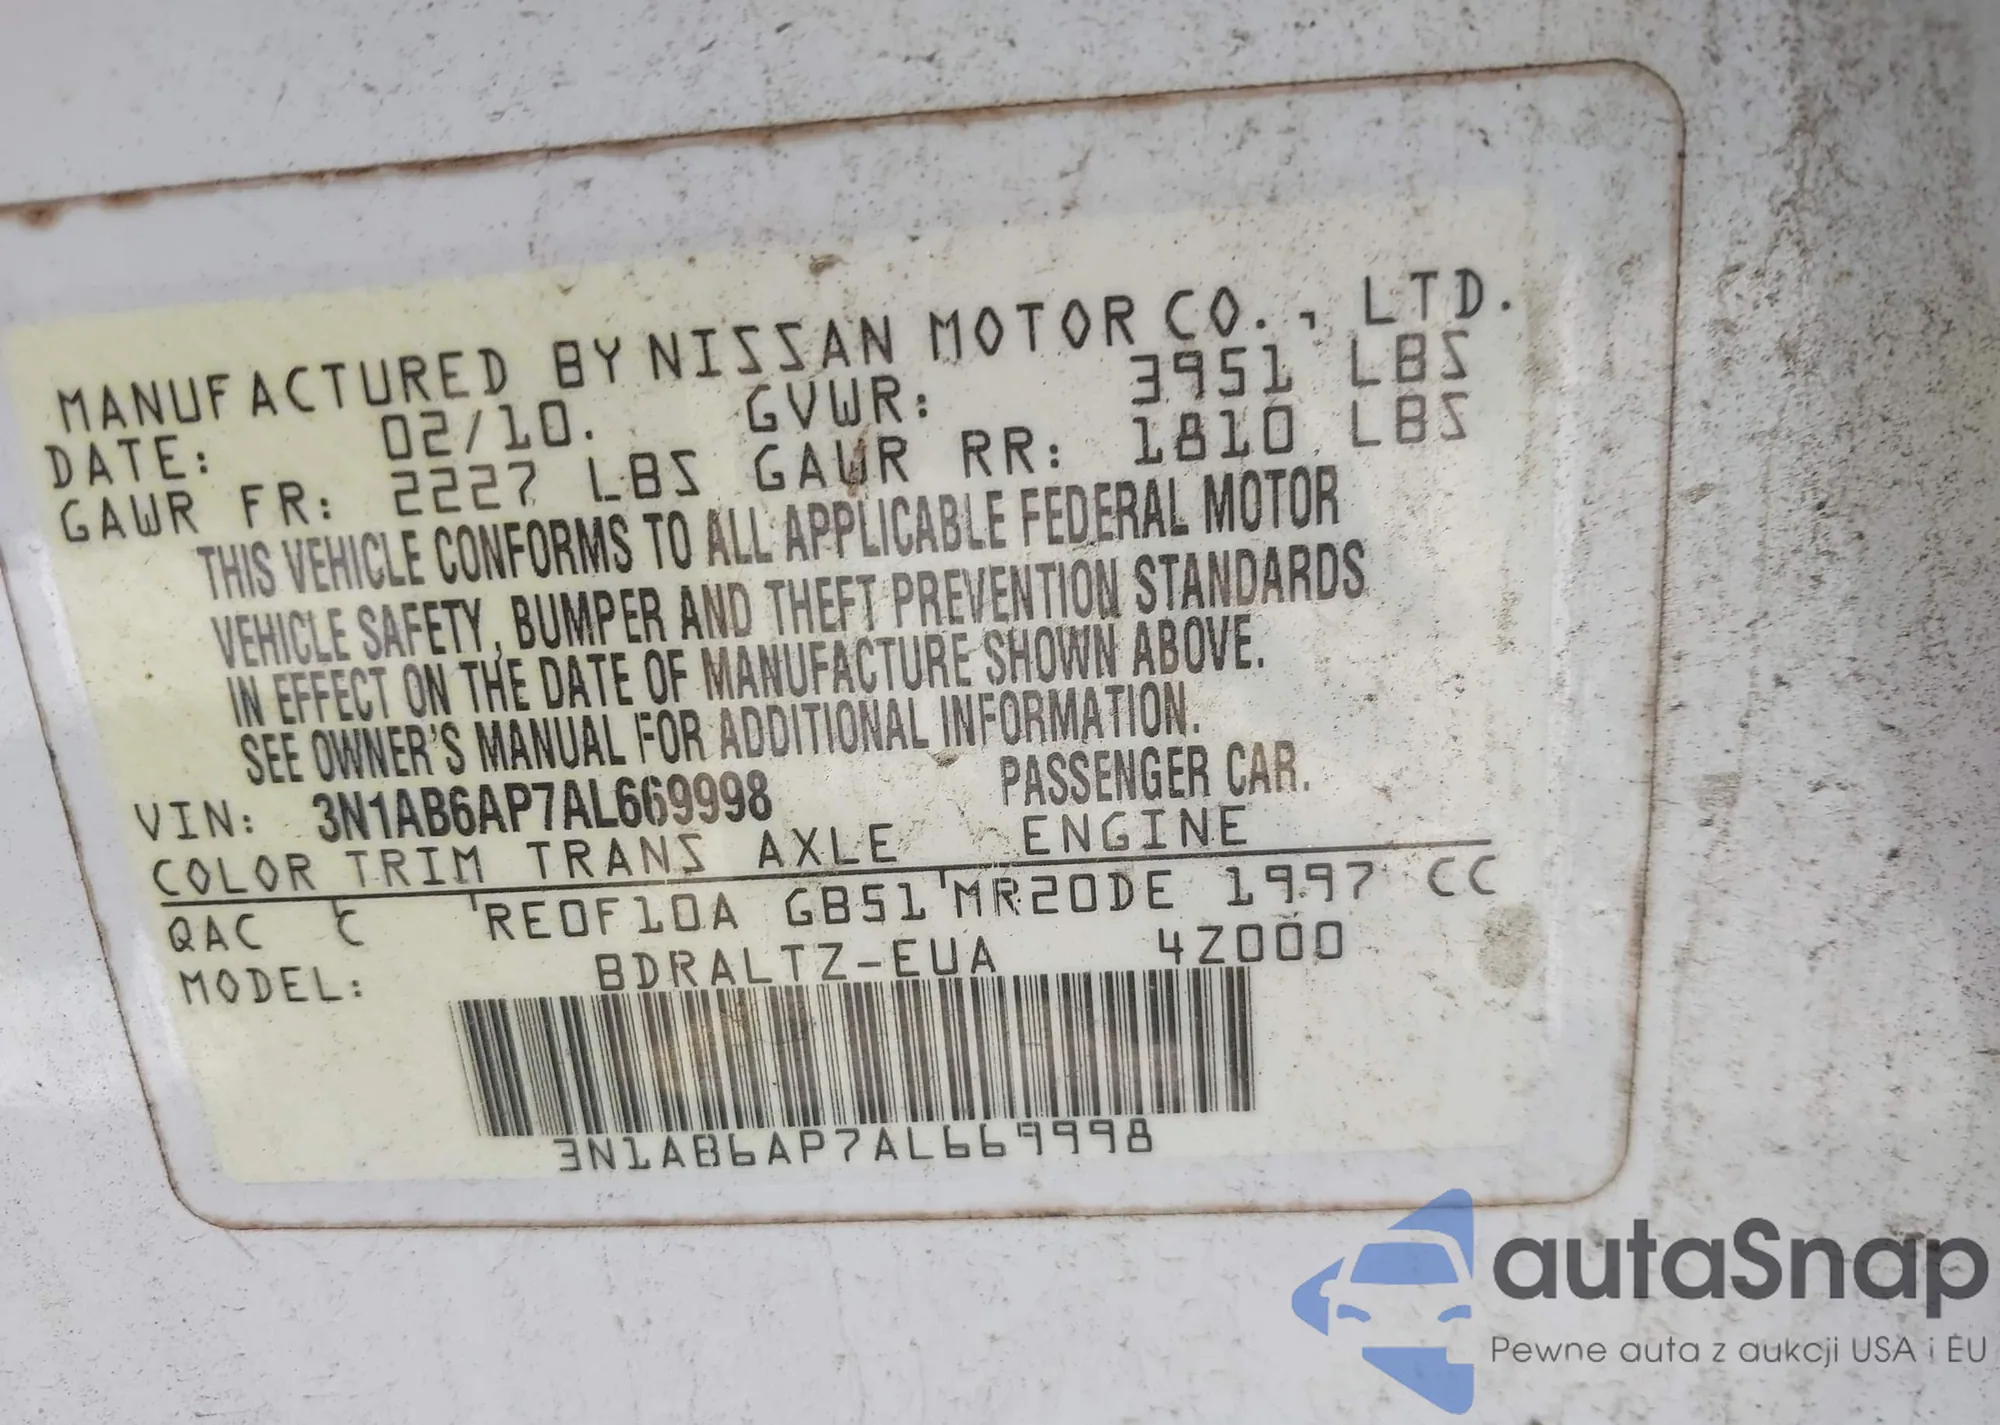 MANUFACTURED BY NISSAN MOTOR CO., LTD.
DATE: 02/10. GVWR: 3951 LBS
GAWR FR: 2227 LBS GAWR RR: 1810 LBS
THIS VEHICLE CONFORMS TO ALL APPLICABLE FEDERAL MOTOR
VEHICLE SAFETY, BUMPER AND THEFT PREVENTION STANDARDS
IN EFFECT ON THE DATE OF MANUFACTURE SHOWN ABOVE.
SEE OWNER'S MANUAL FOR ADDITIONAL INFORMATION.
VIN: 3N1AB6AP7AL669998 PASSENGER CAR.
COLOR TRIM TRANS AXLE ENGINE
QAC C RE0F10A GB51 MR20DE 1997 CC
MODEL: BDRALTZ-EUA 4Z000
3N1AB6AP7AL669998
autaSnap
Pewne auta z aukcji USA i EU